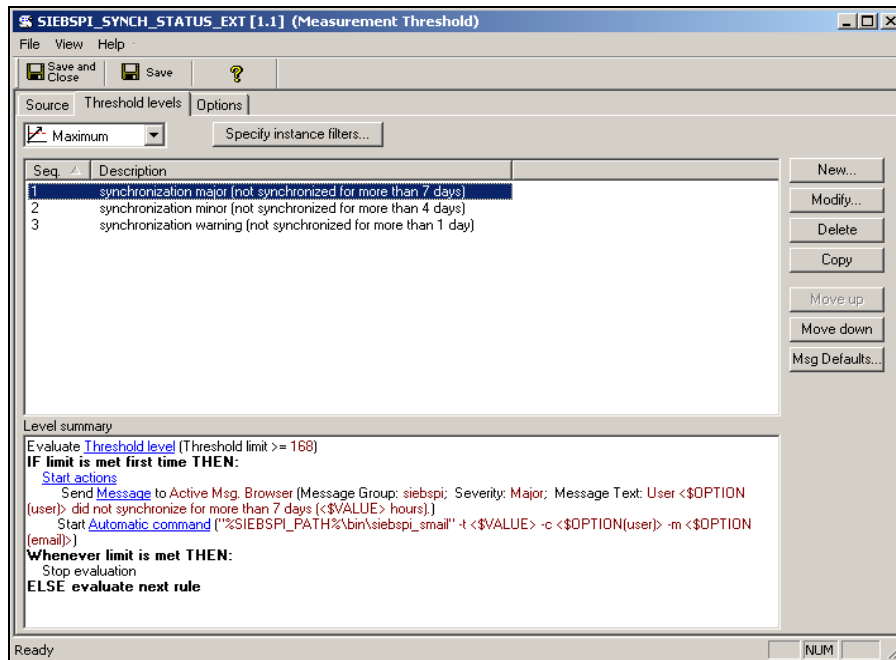 SIEBSPI_SYNCH_STATUS_EXT [1.1] (Measurement Threshold)
File View Help
Save and Close Save
Source Threshold levels Options
Maximum Specify instance filters...
Seq. Description
1 synchronization major (not synchronized for more than 7 days)
2 synchronization minor (not synchronized for more than 4 days)
3 synchronization warning (not synchronized for more than 1 day)
New...
Modify...
Delete
Copy
Move up
Move down
Msg Defaults...
Level summary
Evaluate Threshold level (Threshold limit >= 168)
IF limit is met first time THEN:
Start actions
Send Message to Active Msg. Browser (Message Group: siebspi; Severity: Major; Message Text: User <$OPTION
(user)> did not synchronize for more than 7 days (<$VALUE> hours).)
Start Automatic command ("%SIEBSPI_PATH%\bin\siebspi_smail" -t <$VALUE> -c <$OPTION(user)> -m <$OPTION
(email)>)
Whenever limit is met THEN:
Stop evaluation
ELSE evaluate next rule
Ready NUM